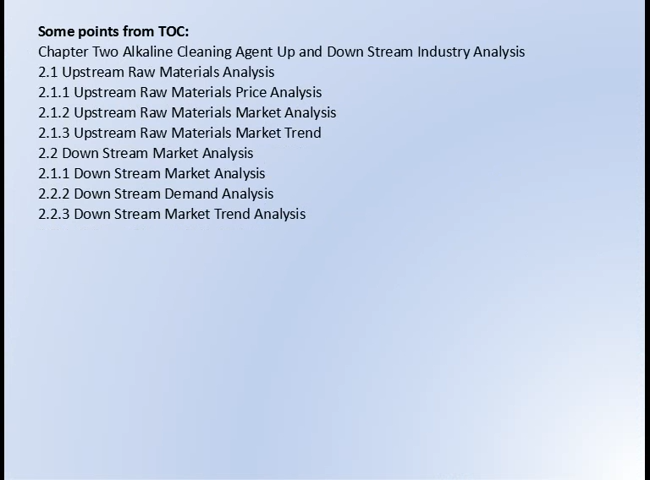 Some points from TOC:
Chapter Two Alkaline Cleaning Agent Up and Down Stream Industry Analysis
2.1 Upstream Raw Materials Analysis
2.1.1 Upstream Raw Materials Price Analysis
2.1.2 Upstream Raw Materials Market Analysis
2.1.3 Upstream Raw Materials Market Trend
2.2 Down Stream Market Analysis
2.1.1 Down Stream Market Analysis
2.2.2 Down Stream Demand Analysis
2.2.3 Down Stream Market Trend Analysis